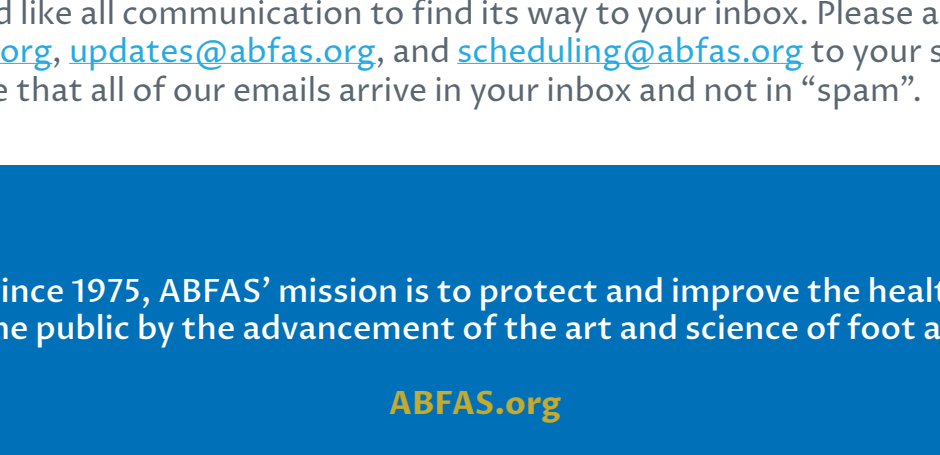 d like all communication to find its way to your inbox. Please a
org, updates@abfas.org, and scheduling@abfas.org to your s
e that all of our emails arrive in your inbox and not in “spam”.
ince 1975, ABFAS’ mission is to protect and improve the healt
he public by the advancement of the art and science of foot a
ABFAS.org